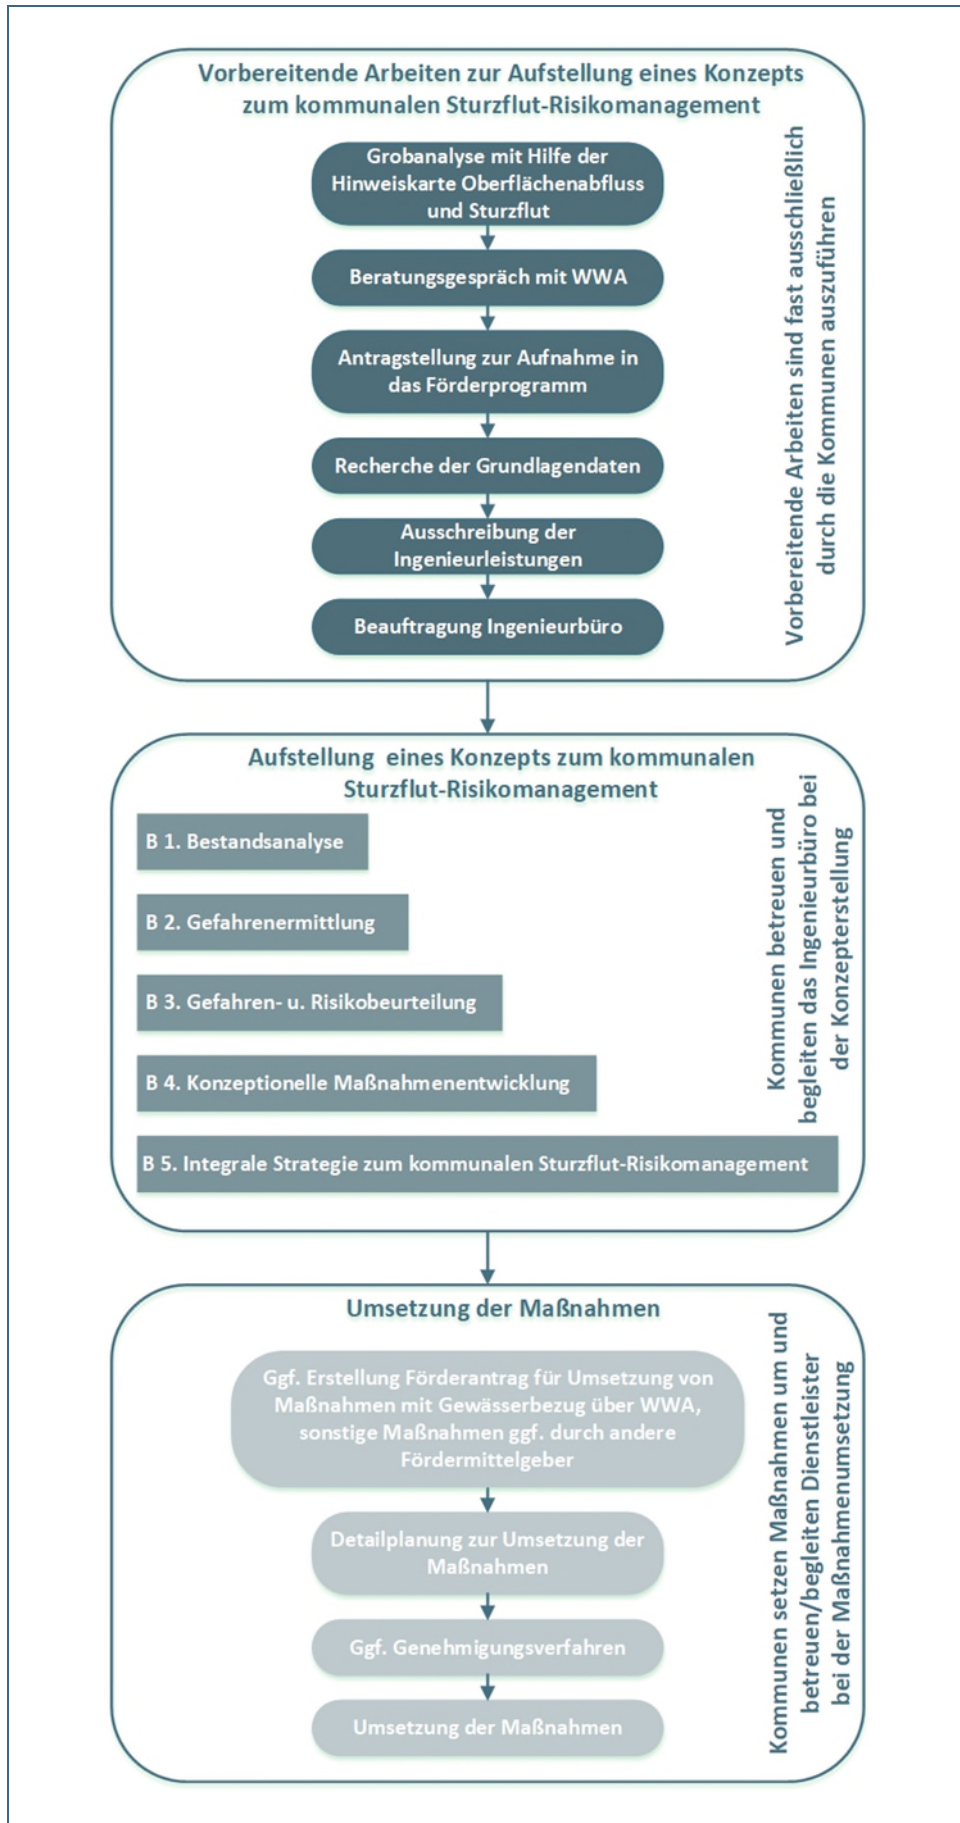 Vorbereitende Arbeiten zur Aufstellung eines Konzepts
zum kommunalen Sturzflut-Risikomanagement
Grobanalyse mit Hilfe der
Hinweiskarte Oberflächenabfluss
und Sturzflut
Beratungsgespräch mit WWA
Antragstellung zur Aufnahme in
das Förderprogramm
Recherche der Grundlagendaten
Ausschreibung der
Ingenieurleistungen
Beauftragung Ingenieurbüro
Vorbereitende Arbeiten sind fast ausschließlich
durch die Kommunen auszuführen
Aufstellung eines Konzepts zum kommunalen
Sturzflut-Risikomanagement
B 1. Bestandsanalyse
B 2. Gefahrenermittlung
B 3. Gefahren- u. Risikobeurteilung
B 4. Konzeptionelle Maßnahmenentwicklung
B 5. Integrale Strategie zum kommunalen Sturzflut-Risikomanagement
Kommunen betreuen und
begleiten das Ingenieurbüro bei
der Konzepterstellung
Umsetzung der Maßnahmen
Ggf. Erstellung Förderantrag für Umsetzung von
Maßnahmen mit Gewässerbezug über WWA,
sonstige Maßnahmen ggf. durch andere
Fördermittelgeber
Detailplanung zur Umsetzung der
Maßnahmen
Ggf. Genehmigungsverfahren
Umsetzung der Maßnahmen
Kommunen setzen Maßnahmen um und
betreuen/begleiten Dienstleister
bei der Maßnahmenumsetzung